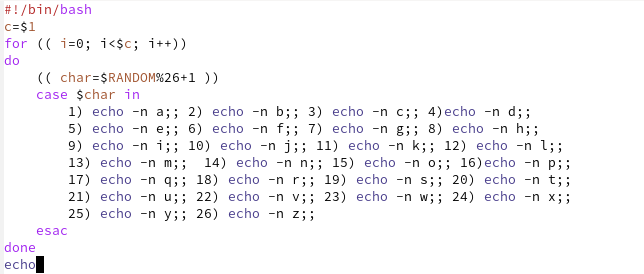 #!/bin/bash
c=$1
for (( i=0; i<$c; i++))
do
    (( char=$RANDOM%26+1 ))
    case $char in
        1) echo -n a;; 2) echo -n b;; 3) echo -n c;; 4)echo -n d;;
        5) echo -n e;; 6) echo -n f;; 7) echo -n g;; 8) echo -n h;;
        9) echo -n i;; 10) echo -n j;; 11) echo -n k;; 12) echo -n l;;
        13) echo -n m;;  14) echo -n n;; 15) echo -n o;; 16)echo -n p;;
        17) echo -n q;; 18) echo -n r;; 19) echo -n s;; 20) echo -n t;;
        21) echo -n u;; 22) echo -n v;; 23) echo -n w;; 24) echo -n x;;
        25) echo -n y;; 26) echo -n z;;
    esac
done
echo